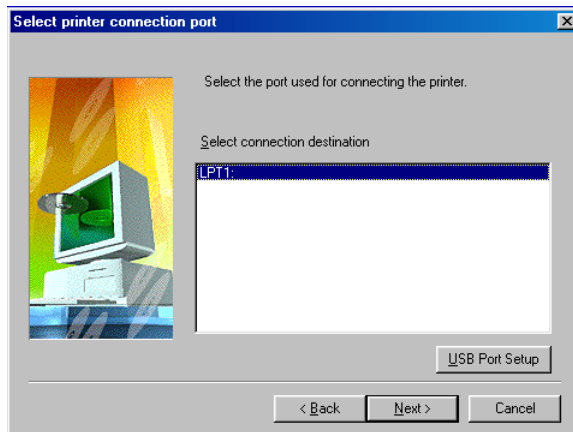 Select printer connection port
Select the port used for connecting the printer.
Select connection destination
LPT1:
USB Port Setup
< Back
Next >
Cancel